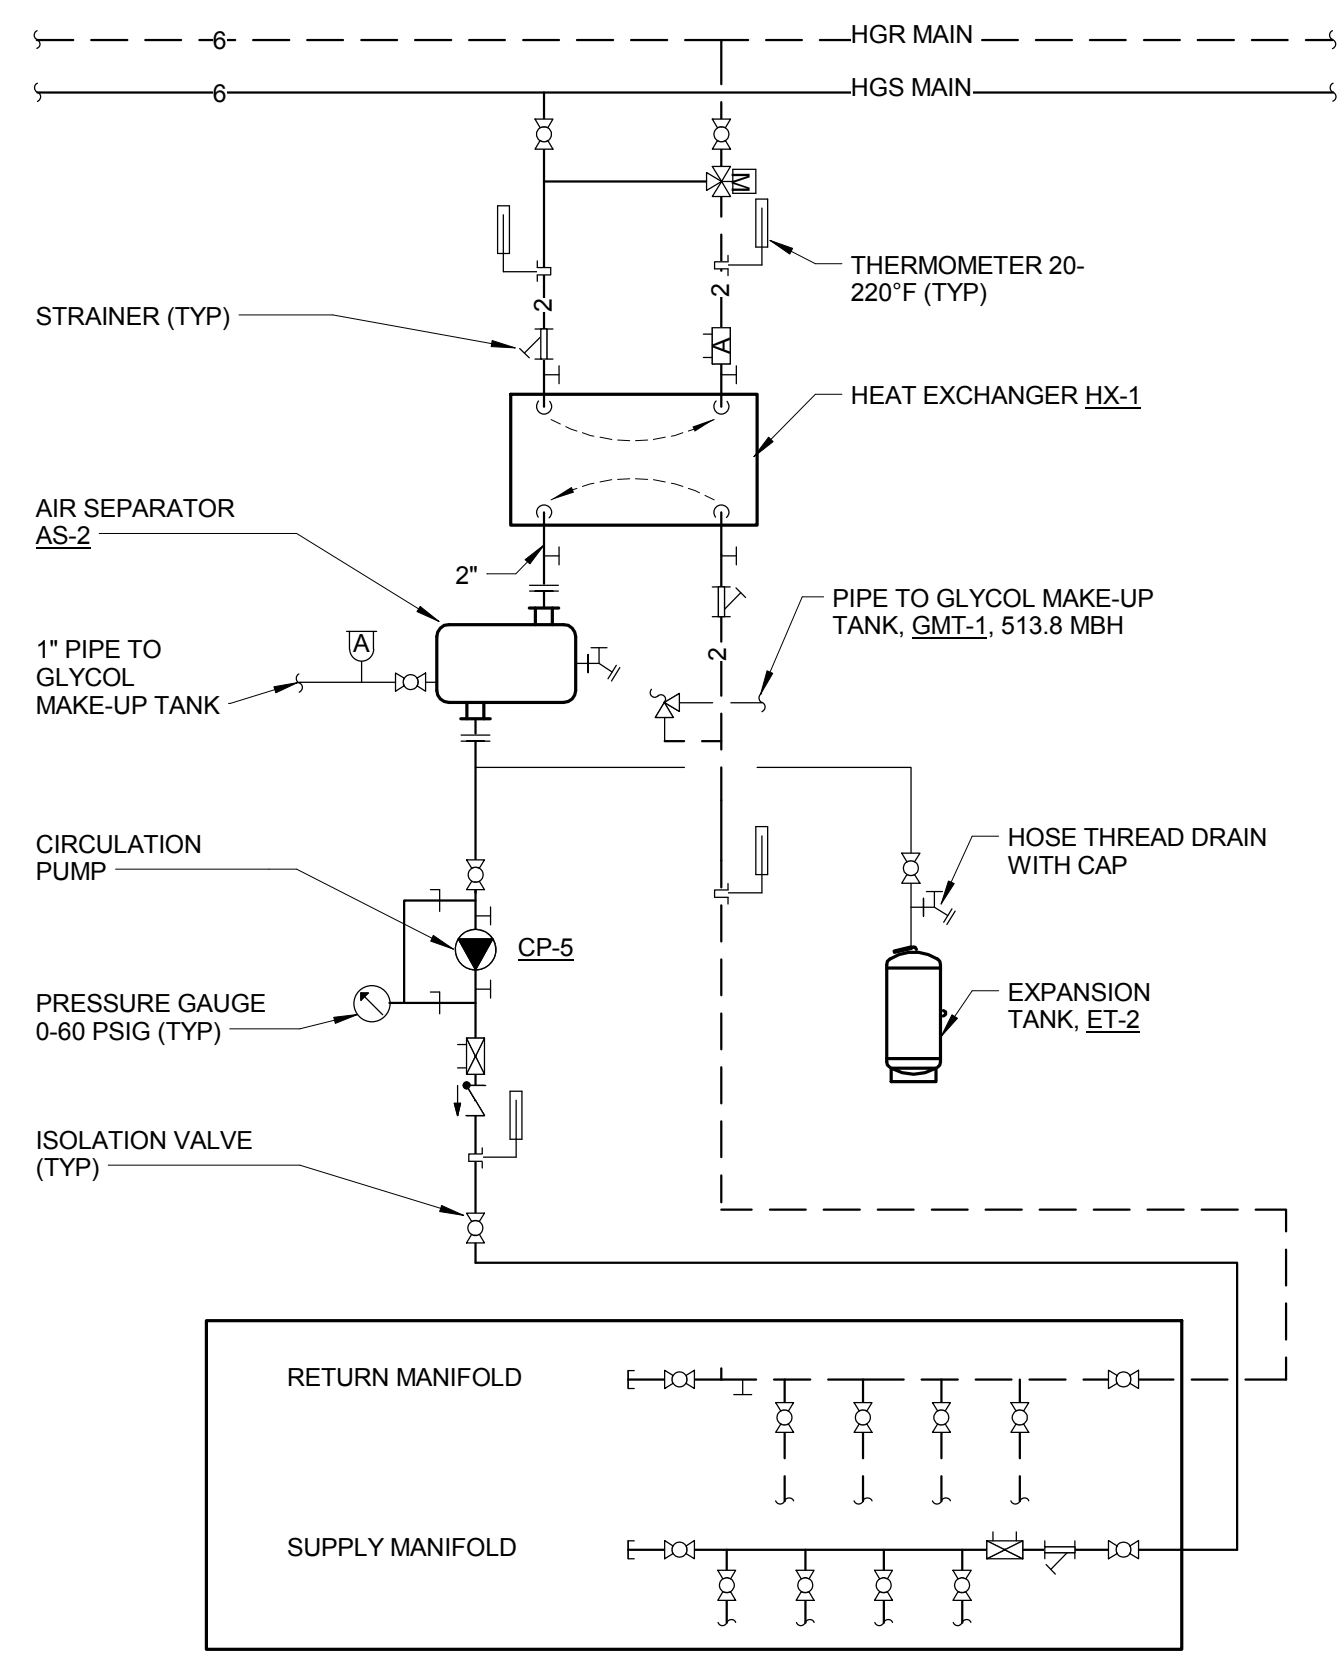 6
HGR MAIN
6
HGS MAIN
M
THERMOMETER 20-
220°F (TYP)
2
2
STRAINER (TYP)
A
HEAT EXCHANGER HX-1
AIR SEPARATOR
AS-2
2"
PIPE TO GLYCOL MAKE-UP
TANK, GMT-1, 513.8 MBH
1" PIPE TO
GLYCOL
MAKE-UP TANK
A
2
CIRCULATION
PUMP
HOSE THREAD DRAIN
WITH CAP
CP-5
PRESSURE GAUGE
0-60 PSIG (TYP)
EXPANSION
TANK, ET-2
ISOLATION VALVE
(TYP)
RETURN MANIFOLD
SUPPLY MANIFOLD